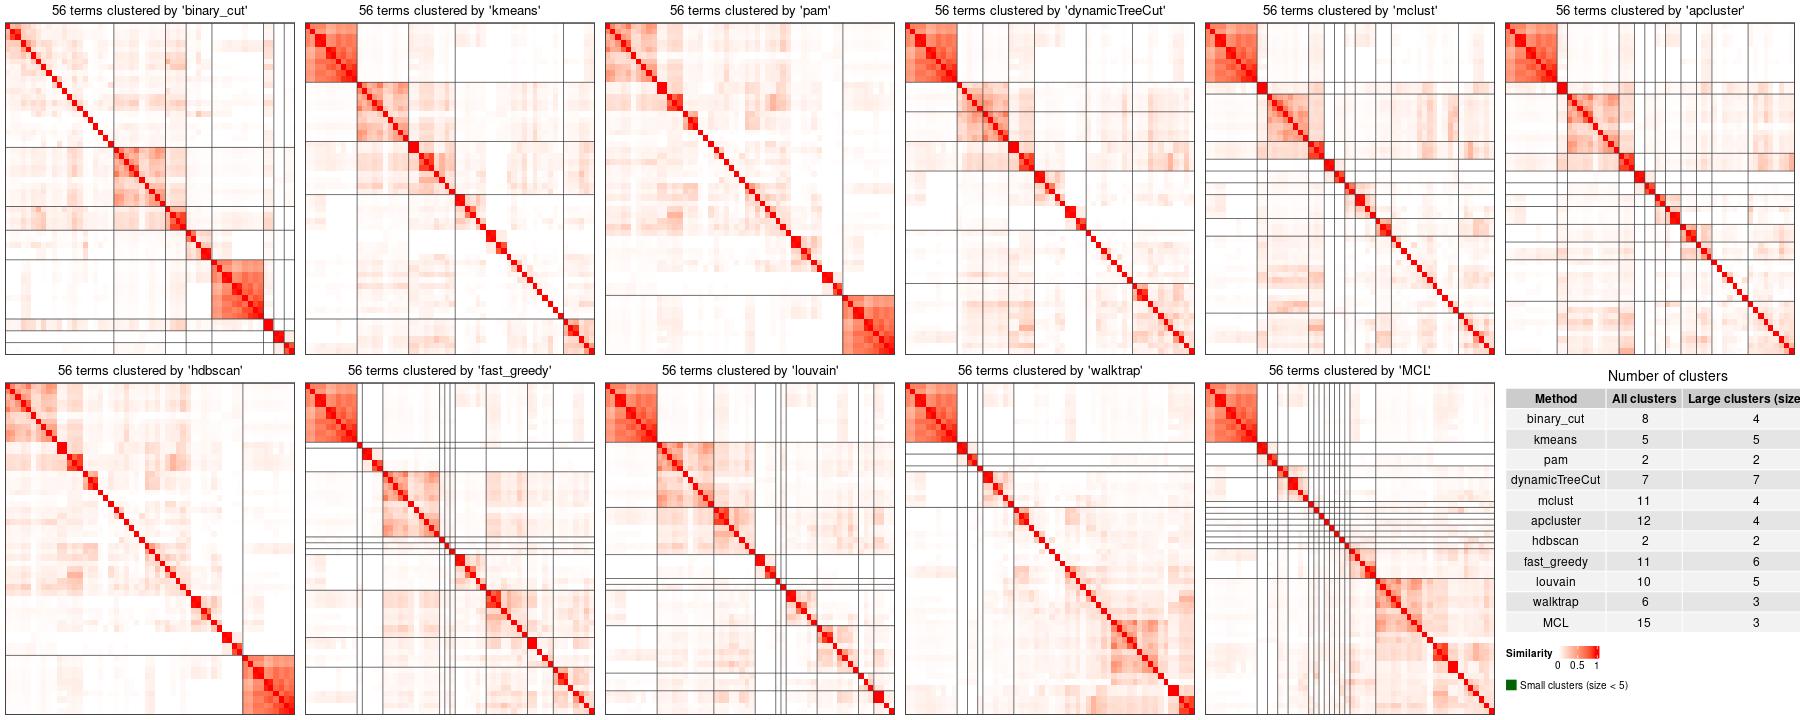 56 terms clustered by 'binary_cut'
56 terms clustered by 'kmeans'
56 terms clustered by 'pam'
56 terms clustered by 'dynamicTreeCut'
56 terms clustered by 'mclust'
56 terms clustered by 'apcluster'
56 terms clustered by 'hdbscan'
56 terms clustered by 'fast_greedy'
56 terms clustered by 'louvain'
56 terms clustered by 'walktrap'
56 terms clustered by 'MCL'
Number of clusters
Method All clusters Large clusters (size
binary_cut 8 4
kmeans 5 5
pam 2 2
dynamicTreeCut 7 7
mclust 11 4
apcluster 12 4
hdbscan 2 2
fast_greedy 11 6
louvain 10 5
walktrap 6 3
MCL 15 3
Similarity
0 0.5 1
Small clusters (size < 5)